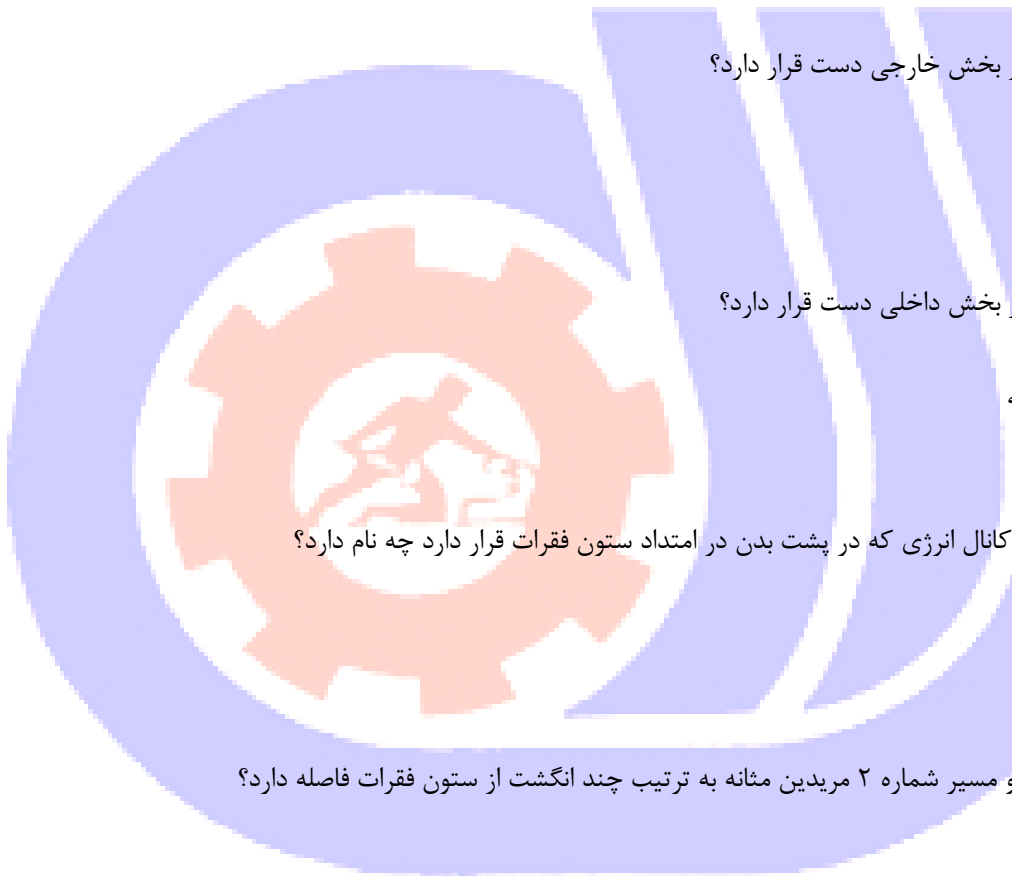 بخش خارجی دست قرار دارد؟
بخش داخلی دست قرار دارد؟
کانال انرژی که در پشت بدن در امتداد ستون فقرات قرار دارد چه نام دارد؟
و مسیر شماره ۲ مریدین مثانه به ترتیب چند انگشت از ستون فقرات فاصله دارد؟